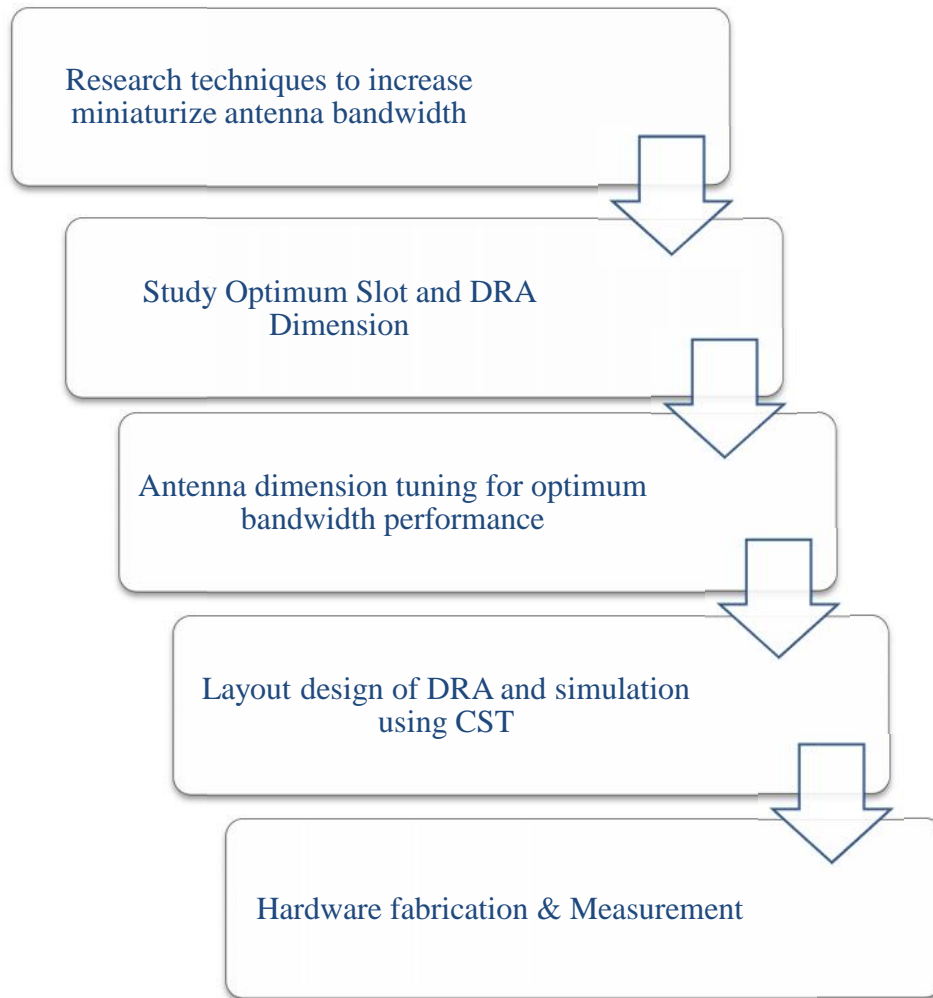 Research techniques to increase
miniaturize antenna bandwidth
Study Optimum Slot and DRA
Dimension
Antenna dimension tuning for optimum
bandwidth performance
Layout design of DRA and simulation
using CST
Hardware fabrication & Measurement